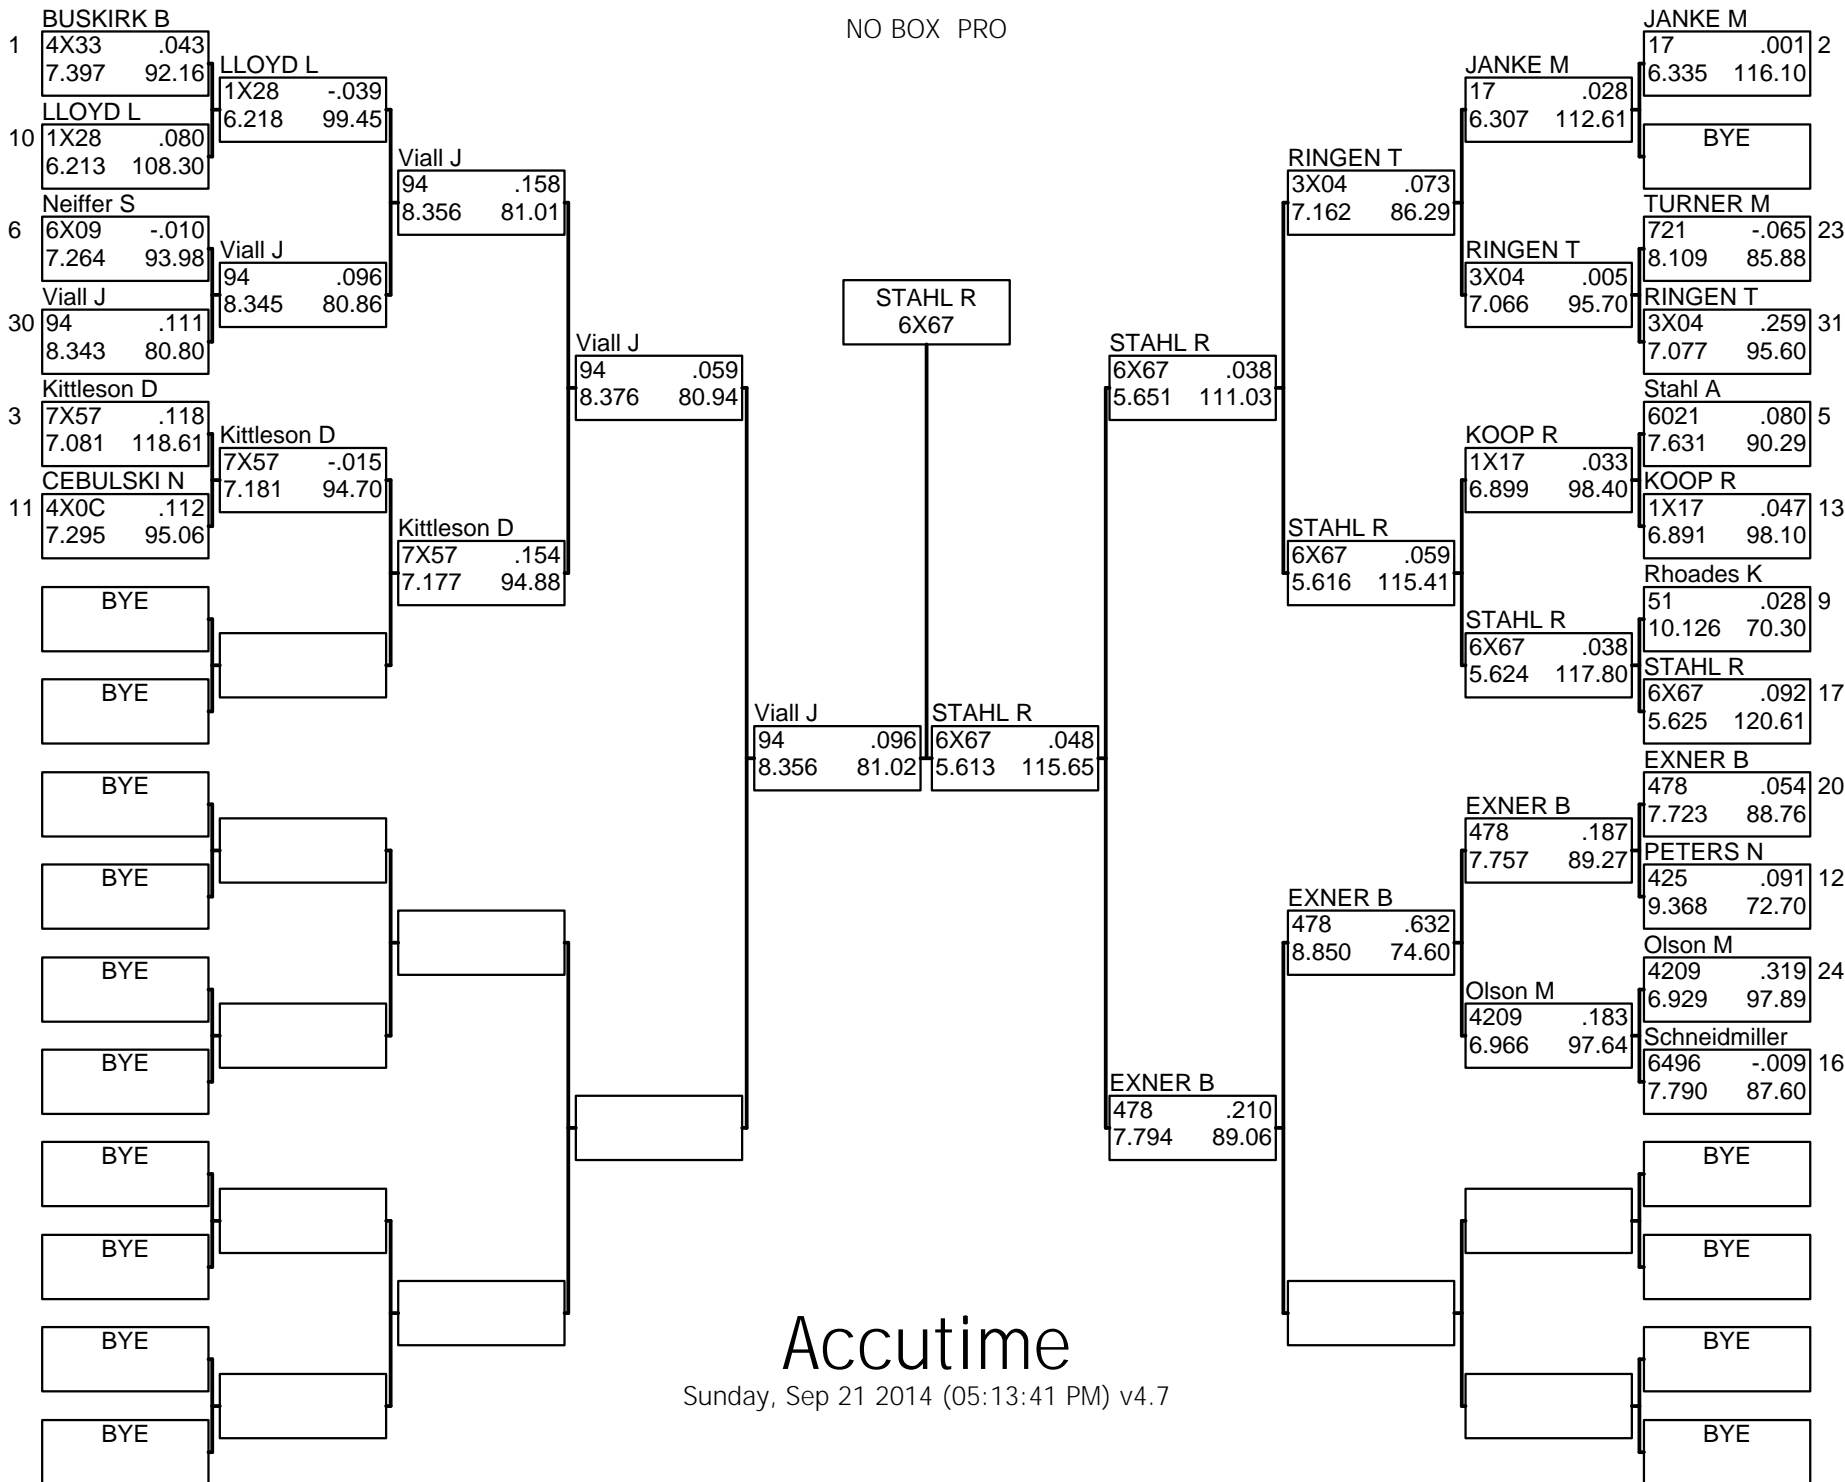 NO BOX PRO
BUSKIRK B
1 4X33 .043
7.397 92.16
LLOYD L
10 1X28 .080
6.213 108.30
Neiffer S
6 6X09 -.010
7.264 93.98
Viall J
30 94 .111
8.343 80.80
Kittleson D
3 7X57 .118
7.081 118.61
CEBULSKI N
11 4X0C .112
7.295 95.06
BYE
BYE
BYE
BYE
BYE
BYE
BYE
BYE
BYE
BYE
LLOYD L
1X28 -.039
6.218 99.45
Viall J
94 .096
8.345 80.86
Kittleson D
7X57 -.015
7.181 94.70
Viall J
94 .158
8.356 81.01
Kittleson D
7X57 .154
7.177 94.88
Viall J
94 .059
8.376 80.94
Viall J
94 .096
8.356 81.02
STAHL R
6X67
STAHL R
6X67 .048
5.613 115.65
STAHL R
6X67 .038
5.651 111.03
EXNER B
478 .210
7.794 89.06
RINGEN T
3X04 .073
7.162 86.29
STAHL R
6X67 .059
5.616 115.41
EXNER B
478 .632
8.850 74.60
JANKE M
17 .028
6.307 112.61
RINGEN T
3X04 .005
7.066 95.70
KOOP R
1X17 .033
6.899 98.40
STAHL R
6X67 .038
5.624 117.80
EXNER B
478 .187
7.757 89.27
Olson M
4209 .183
6.966 97.64
JANKE M
17 .001 2
6.335 116.10
BYE
TURNER M
721 -.065 23
8.109 85.88
RINGEN T
3X04 .259 31
7.077 95.60
Stahl A
6021 .080 5
7.631 90.29
KOOP R
1X17 .047 13
6.891 98.10
Rhoades K
51 .028 9
10.126 70.30
STAHL R
6X67 .092 17
5.625 120.61
EXNER B
478 .054 20
7.723 88.76
PETERS N
425 .091 12
9.368 72.70
Olson M
4209 .319 24
6.929 97.89
Schneidmiller
6496 -.009 16
7.790 87.60
BYE
BYE
BYE
BYE
Accutime
Sunday, Sep 21 2014 (05:13:41 PM) v4.7